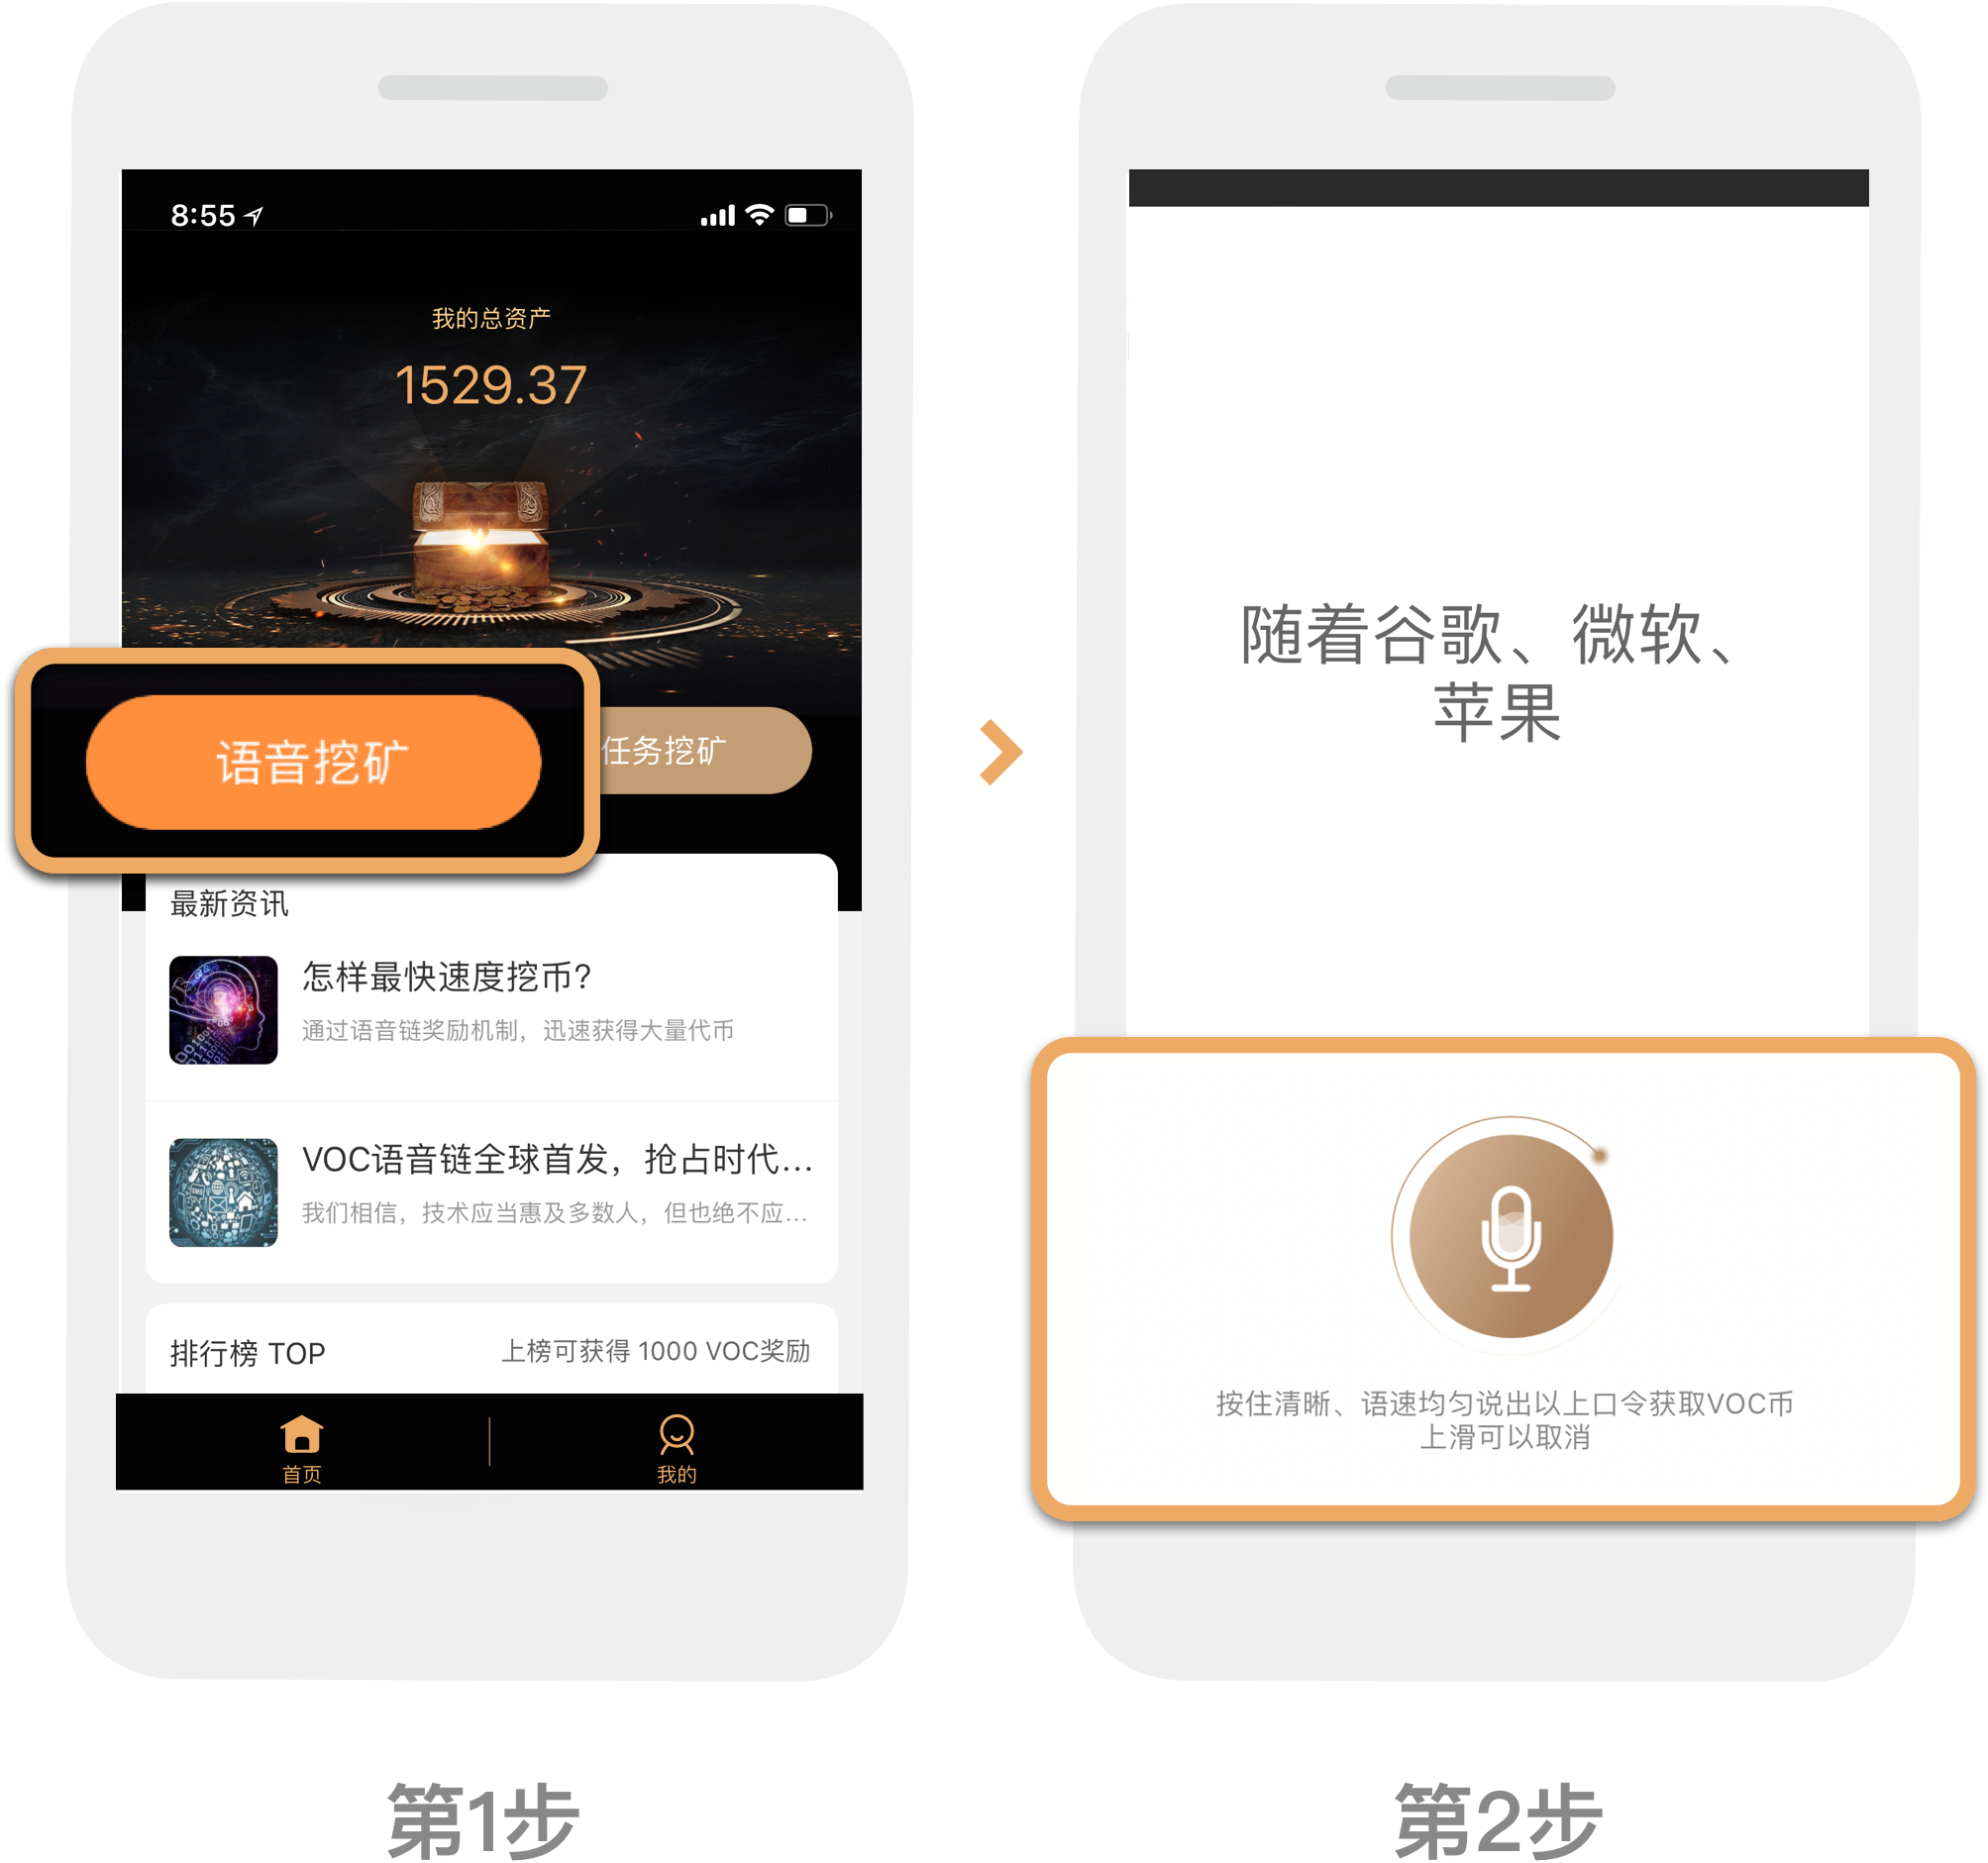 8:55
我的总资产
1529.37
语音挖矿
任务挖矿
最新资讯
怎样最快速度挖币?
通过语音链奖励机制，迅速获得大量代币
VOC语音链全球首发，抢占时代...
我们相信，技术应当惠及多数人，但也绝不应...
排行榜 TOP
上榜可获得 1000 VOC奖励
首页
我的
第1步
随着谷歌、微软、
苹果
按住清晰、语速均匀说出以上口令获取VOC币
上滑可以取消
第2步